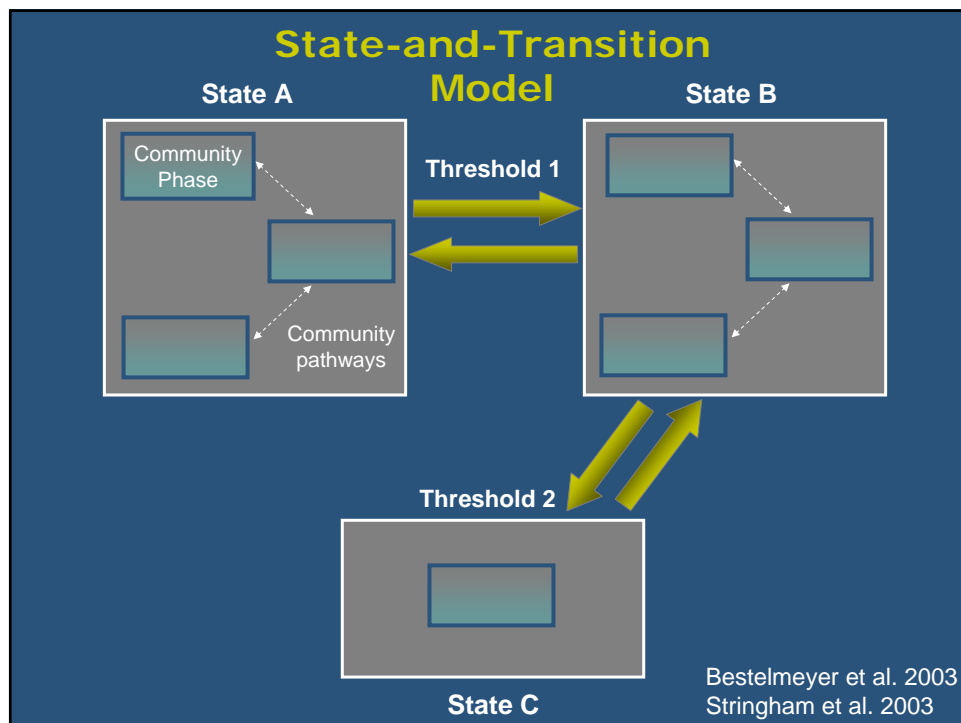 State-and-Transition
Model
State A
State B
Community
Phase
Threshold 1
Community
pathways
Threshold 2
State C
Bestelmeyer et al. 2003
Stringham et al. 2003